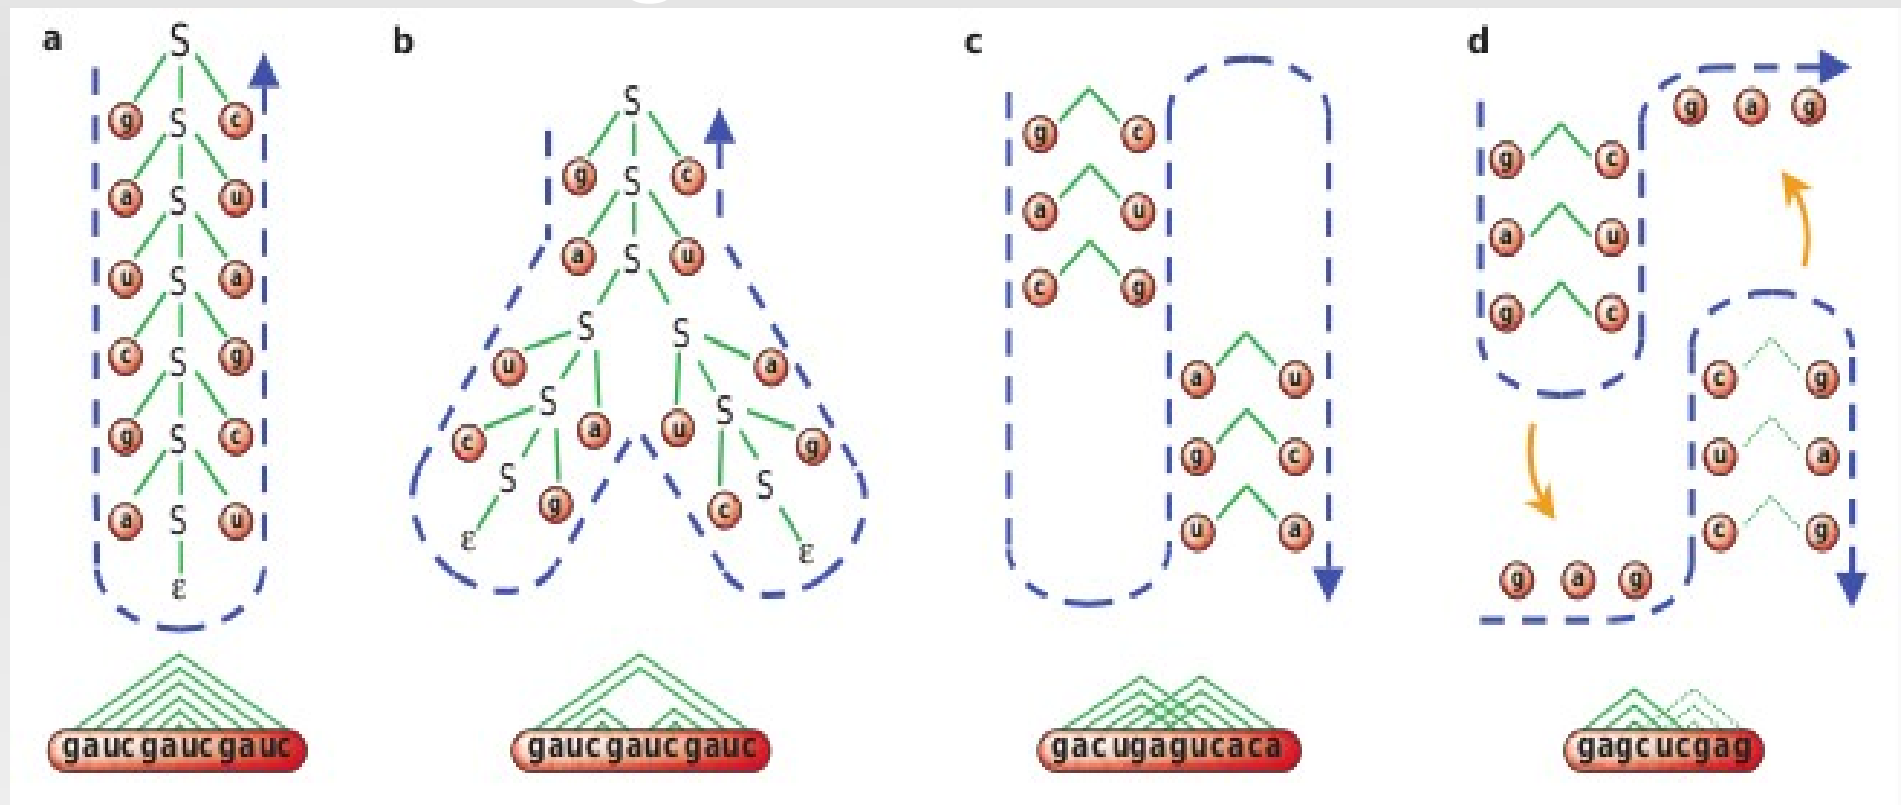 a b c d
S
g S c
a S u
u S a
c S g
g S c
a S u
ε
S
g S c
a S u
S S
u a
S S
c a u g
S S
g c
ε ε
g c
a u
c g
a u
g c
u a
g a g
g c
a u
g c
c g
u a
c g
g a g
gaucgaucgauc
gaucgaucgauc
gacugagucaca
gagcucgag